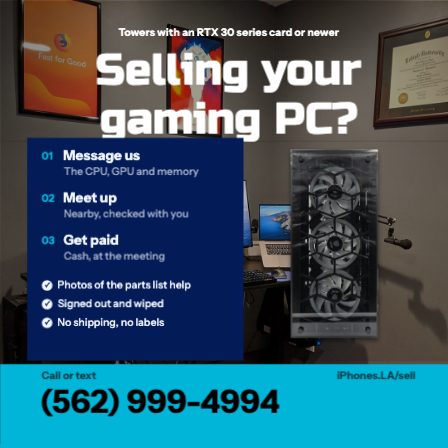 Towers with an RTX 30 series card or newer
Selling your
gaming PC?
Fast for Good
01 Message us
The CPU, GPU and memory
02 Meet up
Nearby, checked with you
03 Get paid
Cash, at the meeting
Photos of the parts list help
Signed out and wiped
No shipping, no labels
Call or text
iPhones.LA/sell
(562) 999-4994